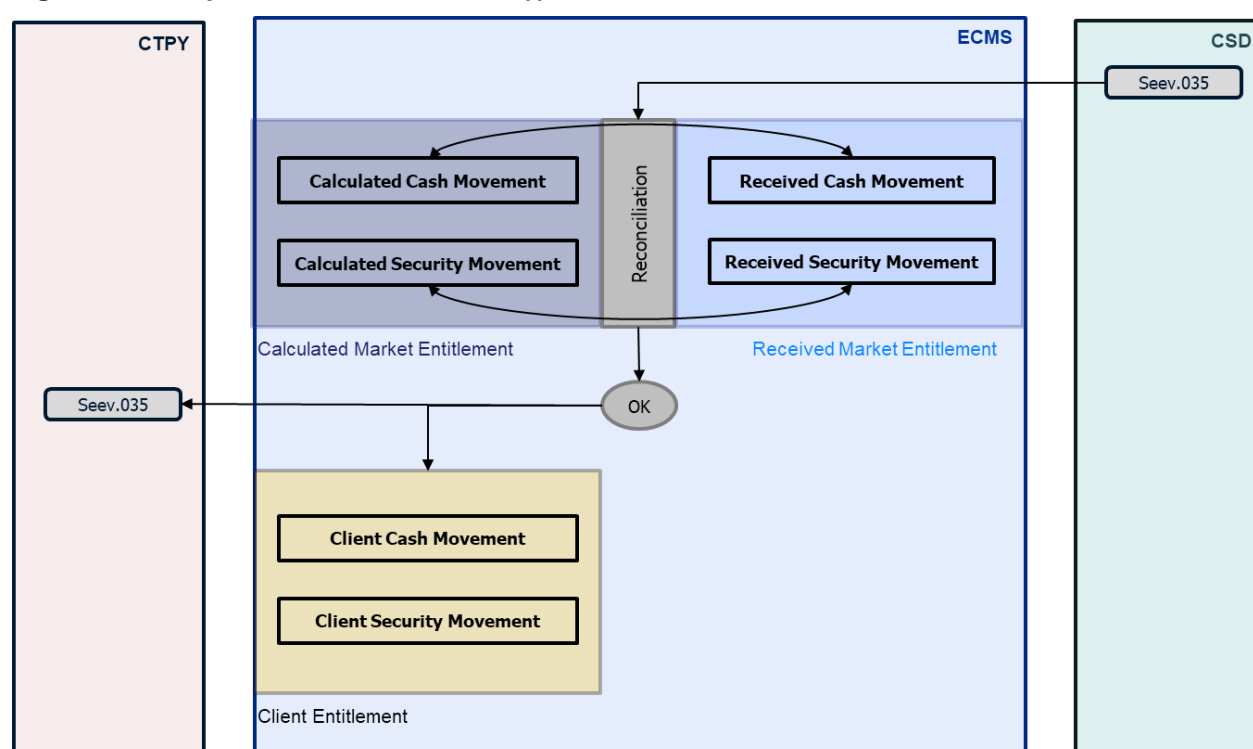 CTPY
ECMS
CSD
Seev.035
Calculated Cash Movement
Reconciliation
Received Cash Movement
Calculated Security Movement
Received Security Movement
Calculated Market Entitlement
Received Market Entitlement
Seev.035
OK
Client Cash Movement
Client Security Movement
Client Entitlement